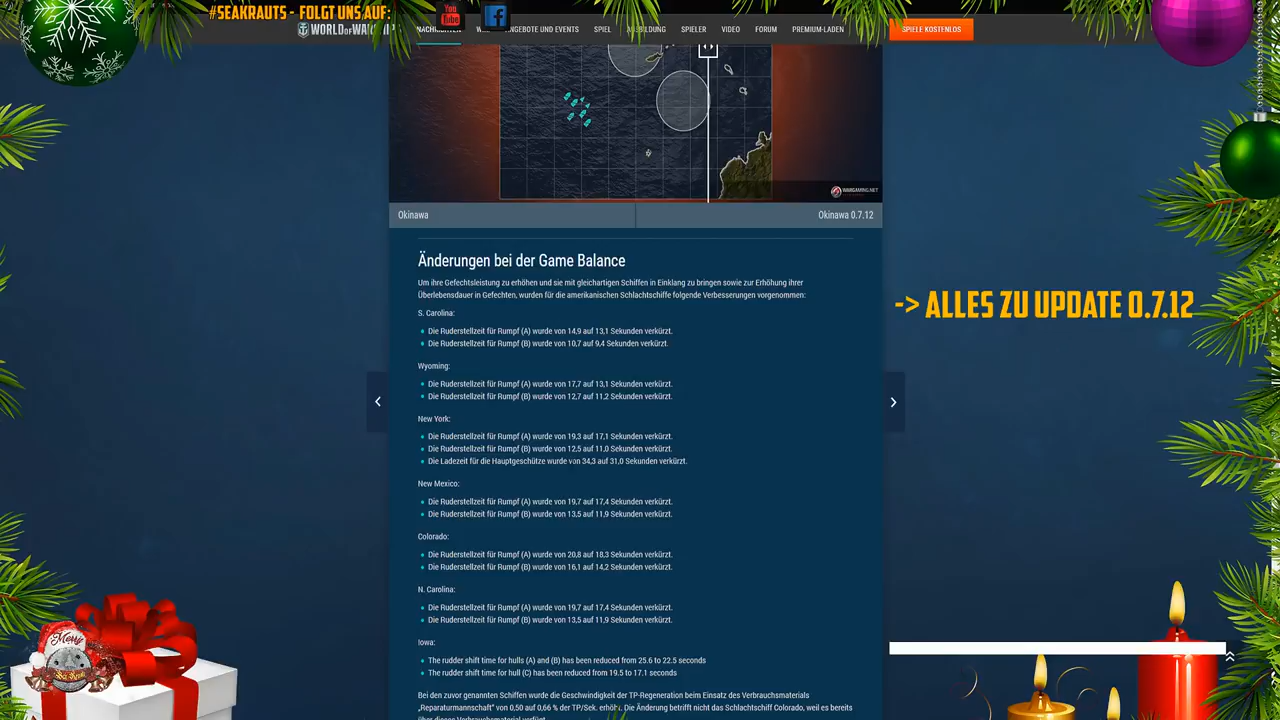 #SEAKRAUTS - FOLGT UNS AUF:
You
Tube
WORLD OF WARSHI
NACHRICHTEN
ANGEBOTE UND EVENTS
SPIEL
AUSBILDUNG
SPIELER
VIDEO
FORUM
PREMIUM-LADEN
SPIELE KOSTENLOS
WARGAMING.NET
Okinawa
Okinawa 0.7.12
Änderungen bei der Game Balance
Um ihre Gefechtsleistung zu erhöhen und sie mit gleichartigen Schiffen in Einklang zu bringen sowie zur Erhöhung ihrer
Überlebensdauer in Gefechten, wurden für die amerikanischen Schlachtschiffe folgende Verbesserungen vorgenommen:
-> ALLES ZU UPDATE 0.7.12
S. Carolina:
Die Ruderstellzeit für Rumpf (A) wurde von 14,9 auf 13,1 Sekunden verkürzt.
Die Ruderstellzeit für Rumpf (B) wurde von 10,7 auf 9,4 Sekunden verkürzt.
Wyoming:
Die Ruderstellzeit für Rumpf (A) wurde von 17,7 auf 13,1 Sekunden verkürzt.
Die Ruderstellzeit für Rumpf (B) wurde von 12,7 auf 11,2 Sekunden verkürzt.
New York:
Die Ruderstellzeit für Rumpf (A) wurde von 19,3 auf 17,1 Sekunden verkürzt.
Die Ruderstellzeit für Rumpf (B) wurde von 12,5 auf 11,0 Sekunden verkürzt.
Die Ladezeit für die Hauptgeschütze wurde von 34,3 auf 31,0 Sekunden verkürzt.
New Mexico:
Die Ruderstellzeit für Rumpf (A) wurde von 19,7 auf 17,4 Sekunden verkürzt.
Die Ruderstellzeit für Rumpf (B) wurde von 13,5 auf 11,9 Sekunden verkürzt.
Colorado:
Die Ruderstellzeit für Rumpf (A) wurde von 20,8 auf 18,3 Sekunden verkürzt.
Die Ruderstellzeit für Rumpf (B) wurde von 16,1 auf 14,2 Sekunden verkürzt.
N. Carolina:
Die Ruderstellzeit für Rumpf (A) wurde von 19,7 auf 17,4 Sekunden verkürzt.
Die Ruderstellzeit für Rumpf (B) wurde von 13,5 auf 11,9 Sekunden verkürzt.
Iowa:
The rudder shift time for hulls (A) and (B) has been reduced from 25.6 to 22.5 seconds
The rudder shift time for hull (C) has been reduced from 19.5 to 17.1 seconds
Merry
Bei den zuvor genannten Schiffen wurde die Geschwindigkeit der TP-Regeneration beim Einsatz des Verbrauchsmaterials
„Reparaturmannschaft“ von 0,50 auf 0,66 % der TP/Sek. erhöht. Die Änderung betrifft nicht das Schlachtschiff Colorado, weil es bereits
über dieses Verbrauchsmaterial verfügt.